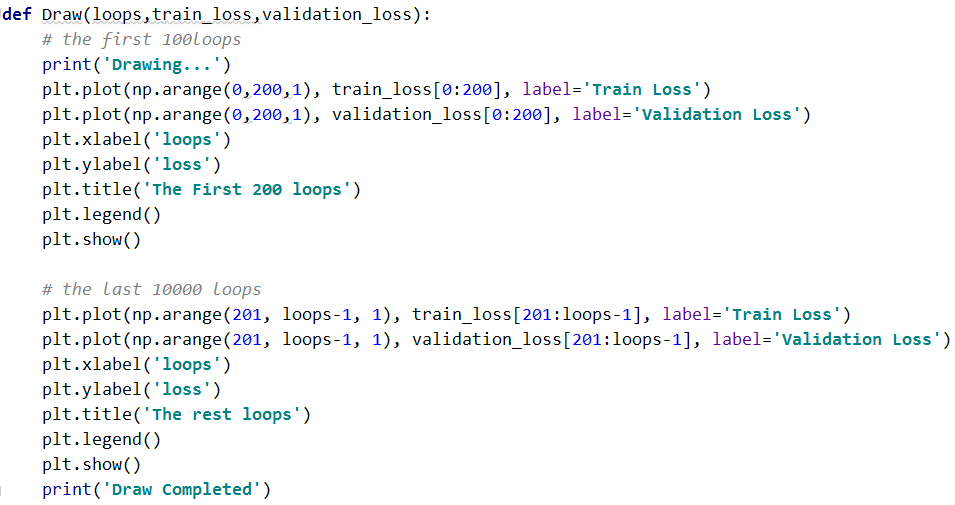 def Draw(loops,train_loss,validation_loss):
    # the first 100loops
    print('Drawing...')
    plt.plot(np.arange(0,200,1), train_loss[0:200], label='Train Loss')
    plt.plot(np.arange(0,200,1), validation_loss[0:200], label='Validation Loss')
    plt.xlabel('loops')
    plt.ylabel('loss')
    plt.title('The First 200 loops')
    plt.legend()
    plt.show()

    # the last 10000 loops
    plt.plot(np.arange(201, loops-1, 1), train_loss[201:loops-1], label='Train Loss')
    plt.plot(np.arange(201, loops-1, 1), validation_loss[201:loops-1], label='Validation Loss')
    plt.xlabel('loops')
    plt.ylabel('loss')
    plt.title('The rest loops')
    plt.legend()
    plt.show()
    print('Draw Completed')